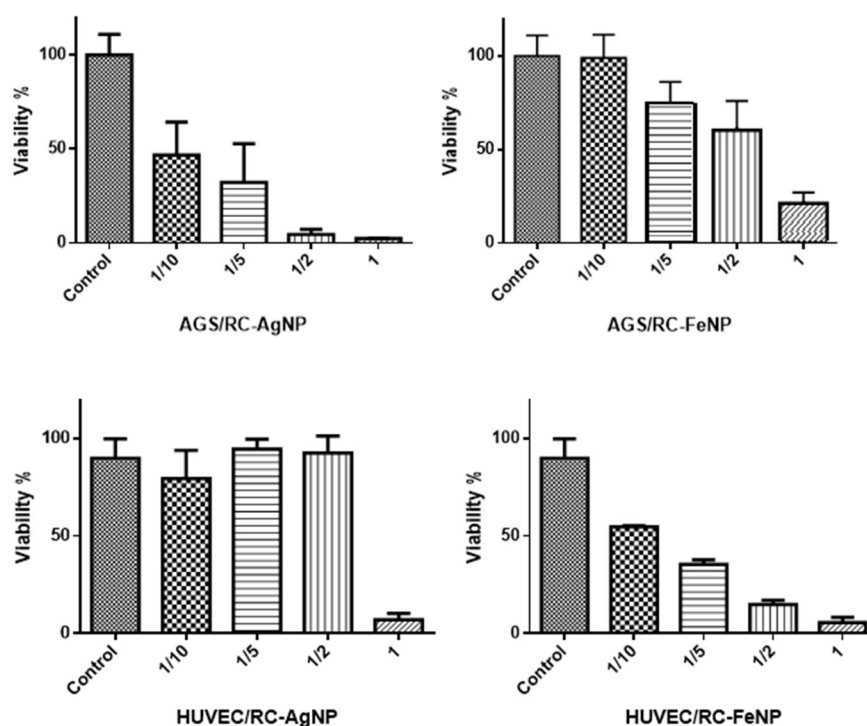 100
50
0
Viability %
Control
1/10
1/5
1/2
1
AGS/RC-AgNP
100
50
0
Viability %
Control
1/10
1/5
1/2
1
AGS/RC-FeNP
100
50
0
Viability %
Control
1/10
1/5
1/2
1
HUVEC/RC-AgNP
100
50
0
Viability %
Control
1/10
1/5
1/2
1
HUVEC/RC-FeNP